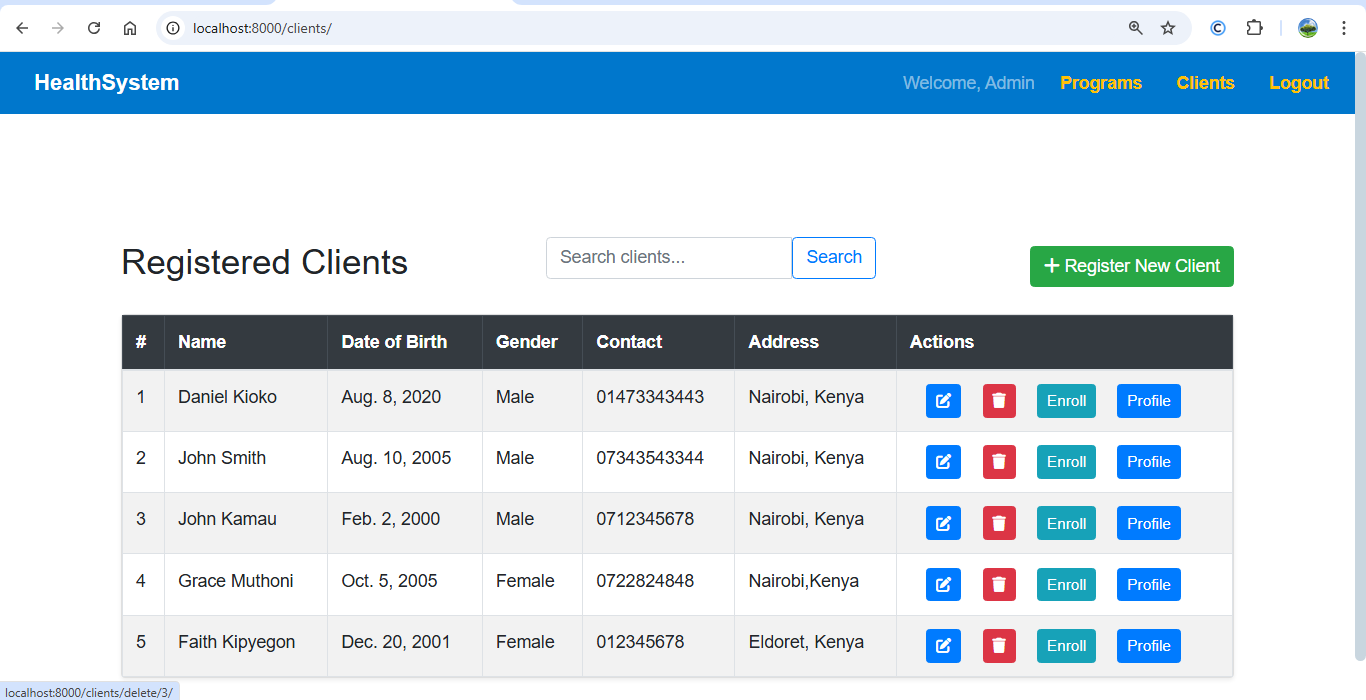 localhost:8000/clients/
HealthSystem Welcome, Admin Programs Clients Logout
Registered Clients Search clients... Search + Register New Client
# Name Date of Birth Gender Contact Address Actions
1 Daniel Kioko Aug. 8, 2020 Male 01473343443 Nairobi, Kenya Enroll Profile
2 John Smith Aug. 10, 2005 Male 07343543344 Nairobi, Kenya Enroll Profile
3 John Kamau Feb. 2, 2000 Male 0712345678 Nairobi, Kenya Enroll Profile
4 Grace Muthoni Oct. 5, 2005 Female 0722824848 Nairobi,Kenya Enroll Profile
5 Faith Kipyegon Dec. 20, 2001 Female 012345678 Eldoret, Kenya Enroll Profile
localhost:8000/clients/delete/3/